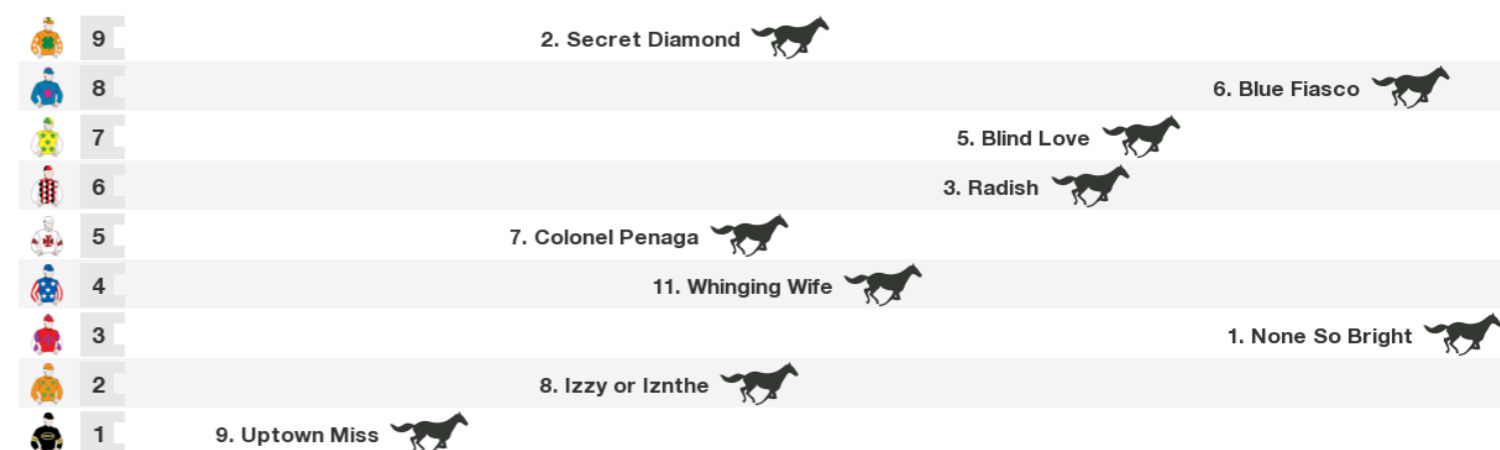 9 2. Secret Diamond
8 6. Blue Fiasco
7 5. Blind Love
6 3. Radish
5 7. Colonel Penaga
4 11. Whinging Wife
3 1. None So Bright
2 8. Izzy or Iznthe
1 9. Uptown Miss